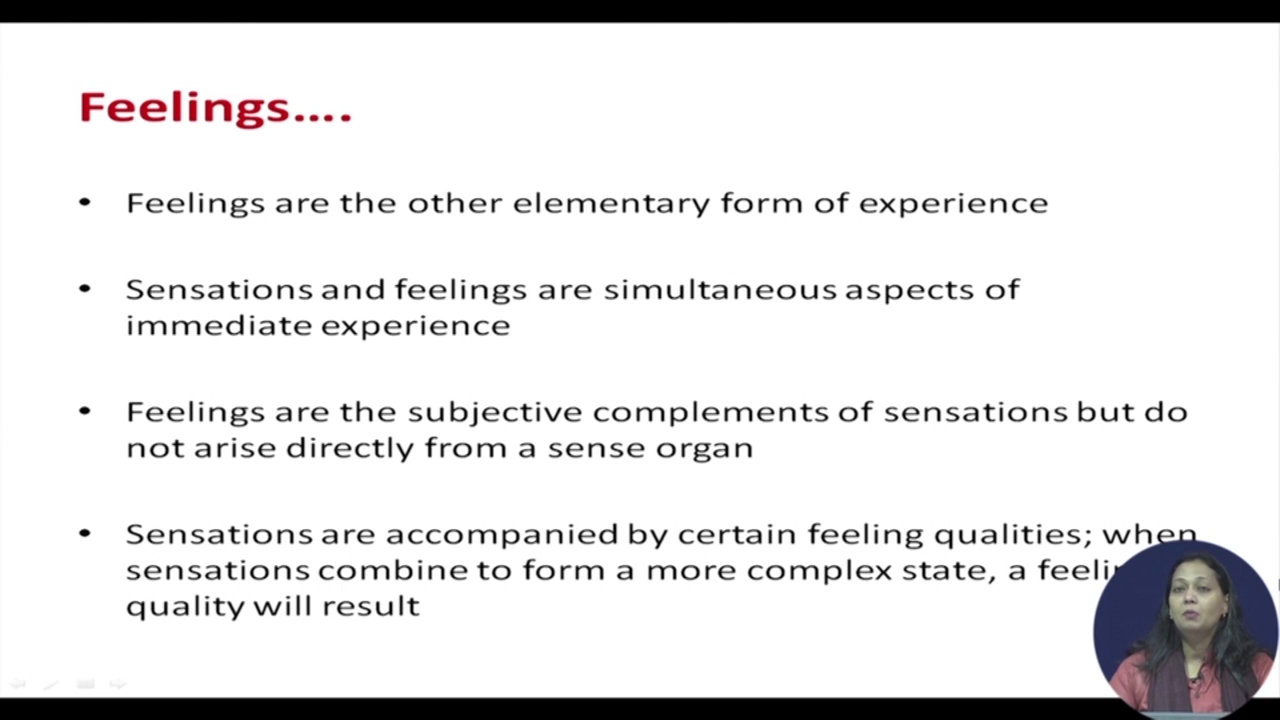 Feelings....
• Feelings are the other elementary form of experience
• Sensations and feelings are simultaneous aspects of
immediate experience
• Feelings are the subjective complements of sensations but do
not arise directly from a sense organ
• Sensations are accompanied by certain feeling qualities; when
sensations combine to form a more complex state, a
quality will result